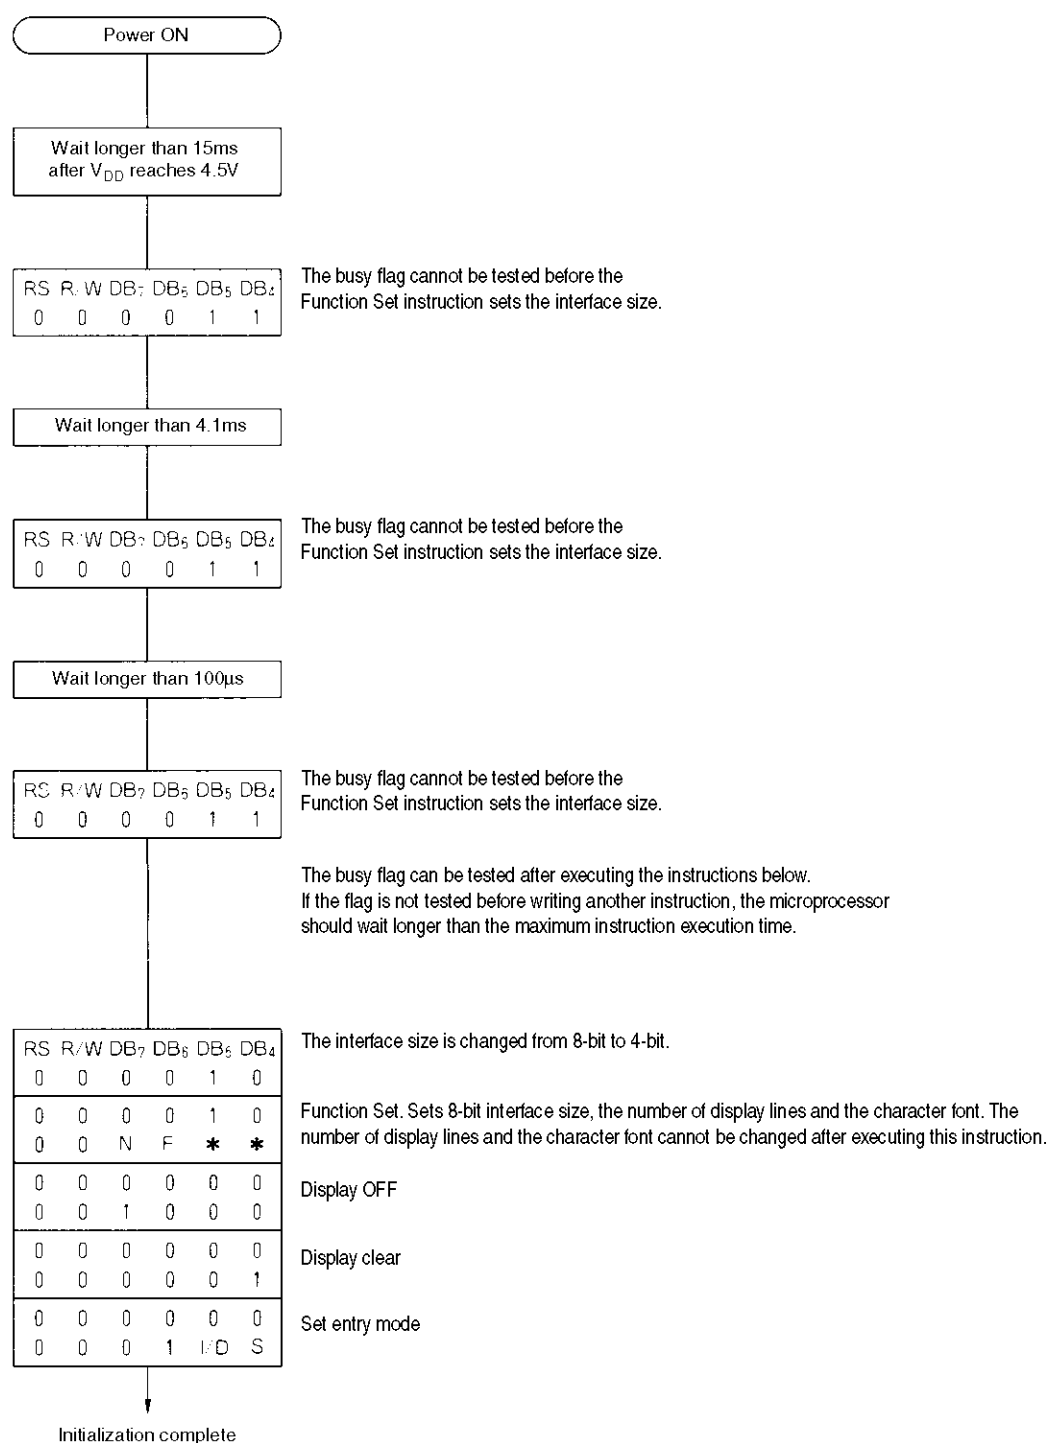 Power ON
Wait longer than 15ms
after VDD reaches 4.5V
RS R/W DB7 DB6 DB5 DB4
0 0 0 0 1 1
The busy flag cannot be tested before the
Function Set instruction sets the interface size.
Wait longer than 4.1ms
RS R/W DB7 DB6 DB5 DB4
0 0 0 0 1 1
The busy flag cannot be tested before the
Function Set instruction sets the interface size.
Wait longer than 100µs
RS R/W DB7 DB6 DB5 DB4
0 0 0 0 1 1
The busy flag cannot be tested before the
Function Set instruction sets the interface size.
The busy flag can be tested after executing the instructions below.
If the flag is not tested before writing another instruction, the microprocessor
should wait longer than the maximum instruction execution time.
RS R/W DB7 DB6 DB5 DB4
0 0 0 0 1 0
The interface size is changed from 8-bit to 4-bit.
0 0 0 0 1 0
0 0 N F * *
Function Set. Sets 8-bit interface size, the number of display lines and the character font. The
number of display lines and the character font cannot be changed after executing this instruction.
0 0 0 0 0 0
0 0 1 0 0 0
Display OFF
0 0 0 0 0 0
0 0 0 0 0 1
Display clear
0 0 0 0 0 0
0 0 0 1 I/D S
Set entry mode
Initialization complete